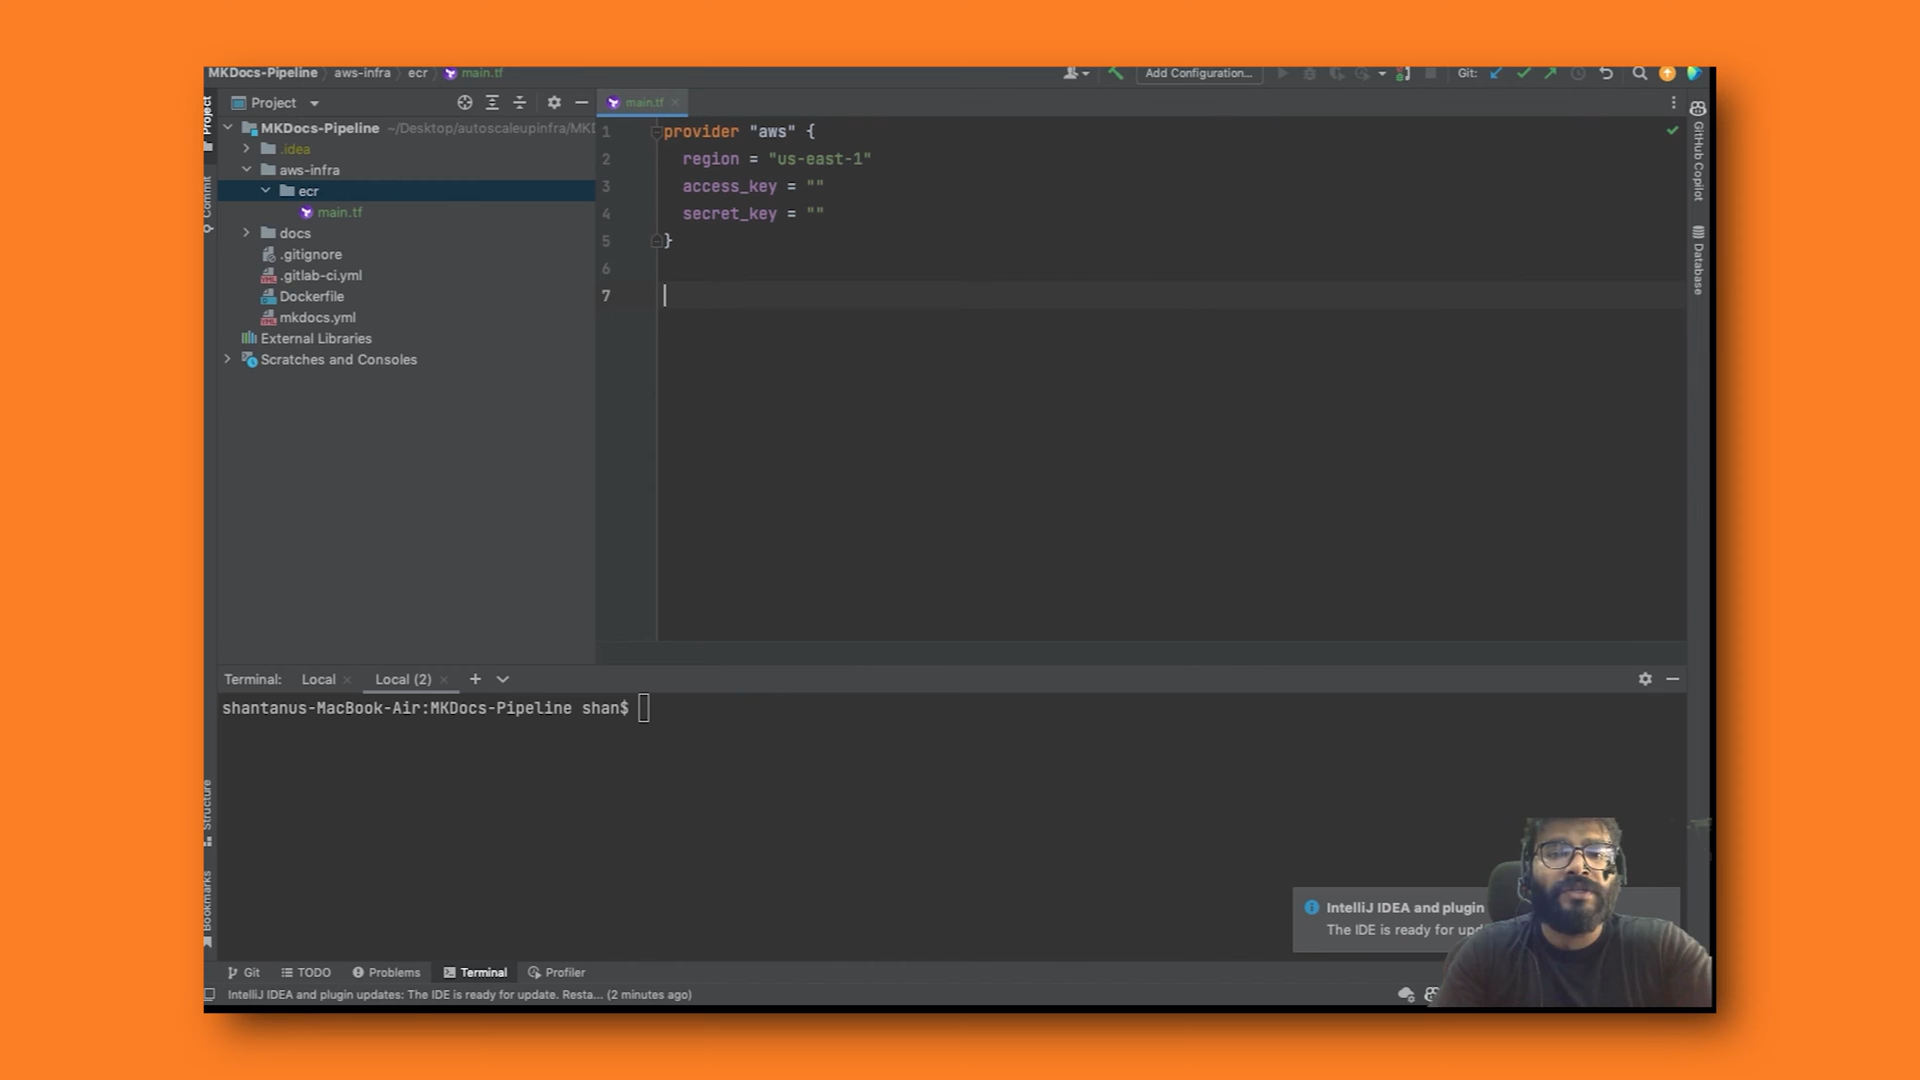 MKDocs-Pipeline aws-infra ecr main.tf
Add Configuration...
Git:
Project
main.tf
Project
Commit
Structure
Bookmarks
MKDocs-Pipeline ~/Desktop/autoscaleupinfra/MKD
.idea
aws-infra
ecr
main.tf
docs
.gitignore
.gitlab-ci.yml
Dockerfile
mkdocs.yml
External Libraries
Scratches and Consoles
1 provider "aws" {
2 region = "us-east-1"
3 access_key = ""
4 secret_key = ""
5 }
6
7
GitHub Copilot
Database
Terminal: Local Local (2)
shantanus-MacBook-Air:MKDocs-Pipeline shan$
IntelliJ IDEA and plugin
The IDE is ready for upd
Git TODO Problems Terminal Profiler
IntelliJ IDEA and plugin updates: The IDE is ready for update. Resta... (2 minutes ago)